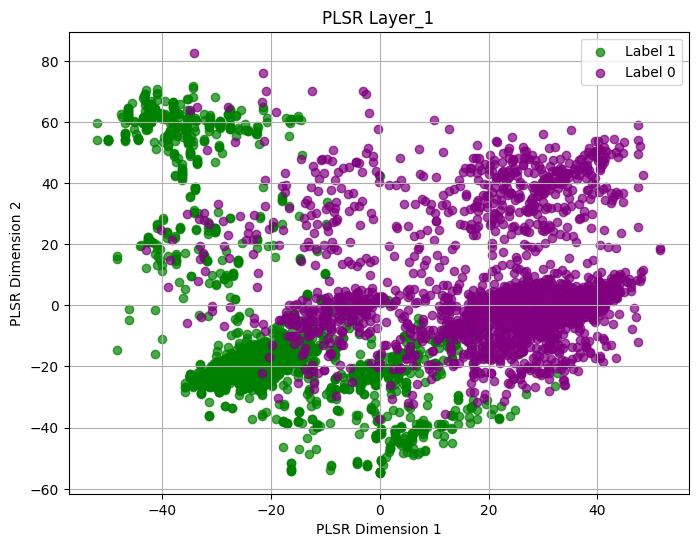 PLSR Layer_1
Label 1
Label 0
80
60
40
20
0
−20
−40
−60
−40
−20
0
20
40
PLSR Dimension 2
PLSR Dimension 1